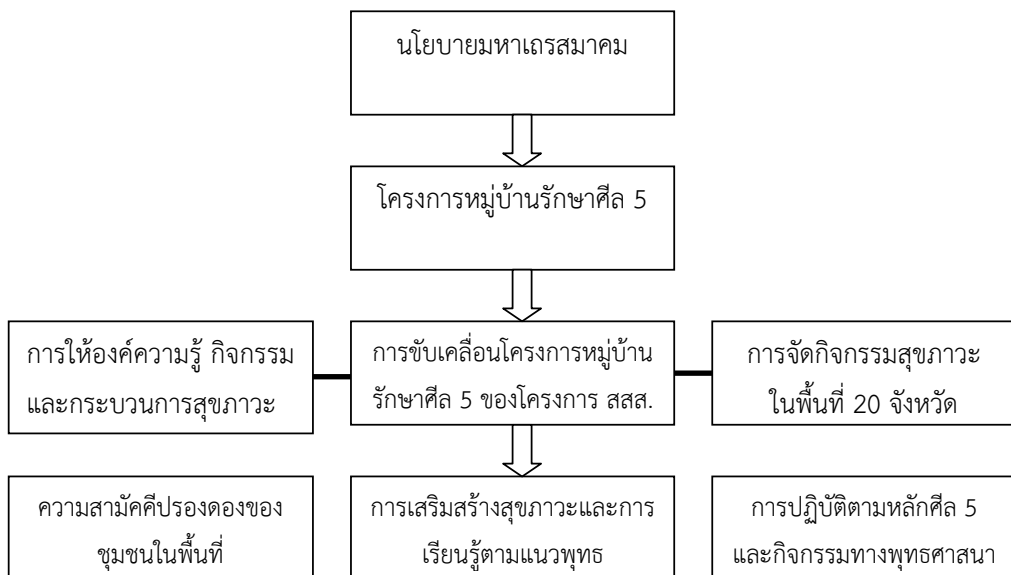 นโยบายมหาเถรสมาคม
โครงการหมู่บ้านรักษาศีล 5
การให้องค์ความรู้ กิจกรรม
และกระบวนการสุขภาวะ
การขับเคลื่อนโครงการหมู่บ้าน
รักษาศีล 5 ของโครงการ สสส.
การจัดกิจกรรมสุขภาวะ
ในพื้นที่ 20 จังหวัด
ความสามัคคีปรองดองของ
ชุมชนในพื้นที่
การเสริมสร้างสุขภาวะและการ
เรียนรู้ตามแนวพุทธ
การปฏิบัติตามหลักศีล 5
และกิจกรรมทางพุทธศาสนา